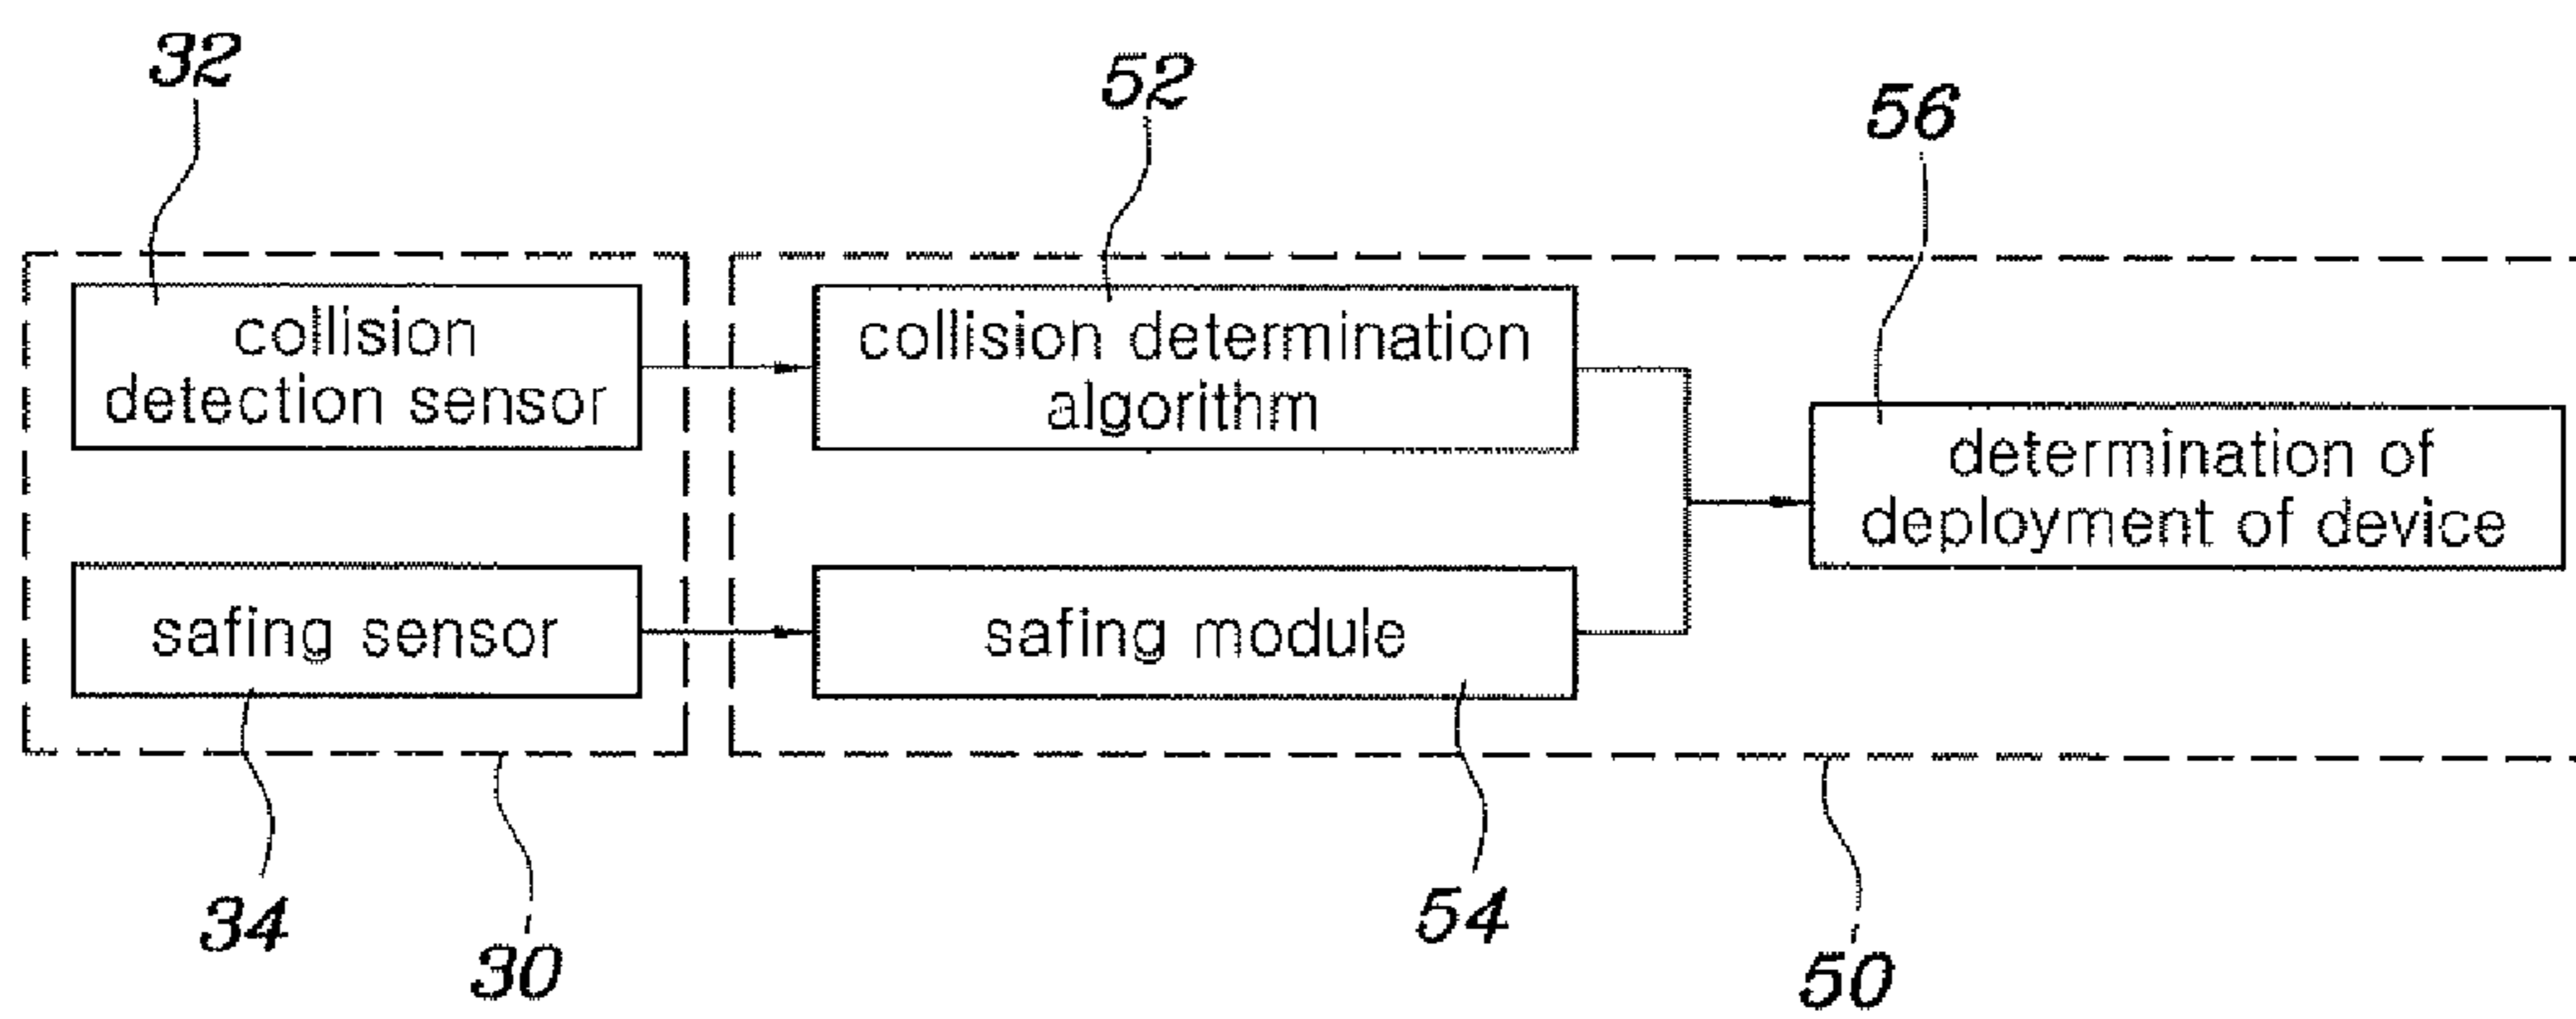 32
52
56
collision
detection sensor
collision determination
algorithm
determination of
deployment of device
safing sensor
safing module
34
30
54
50